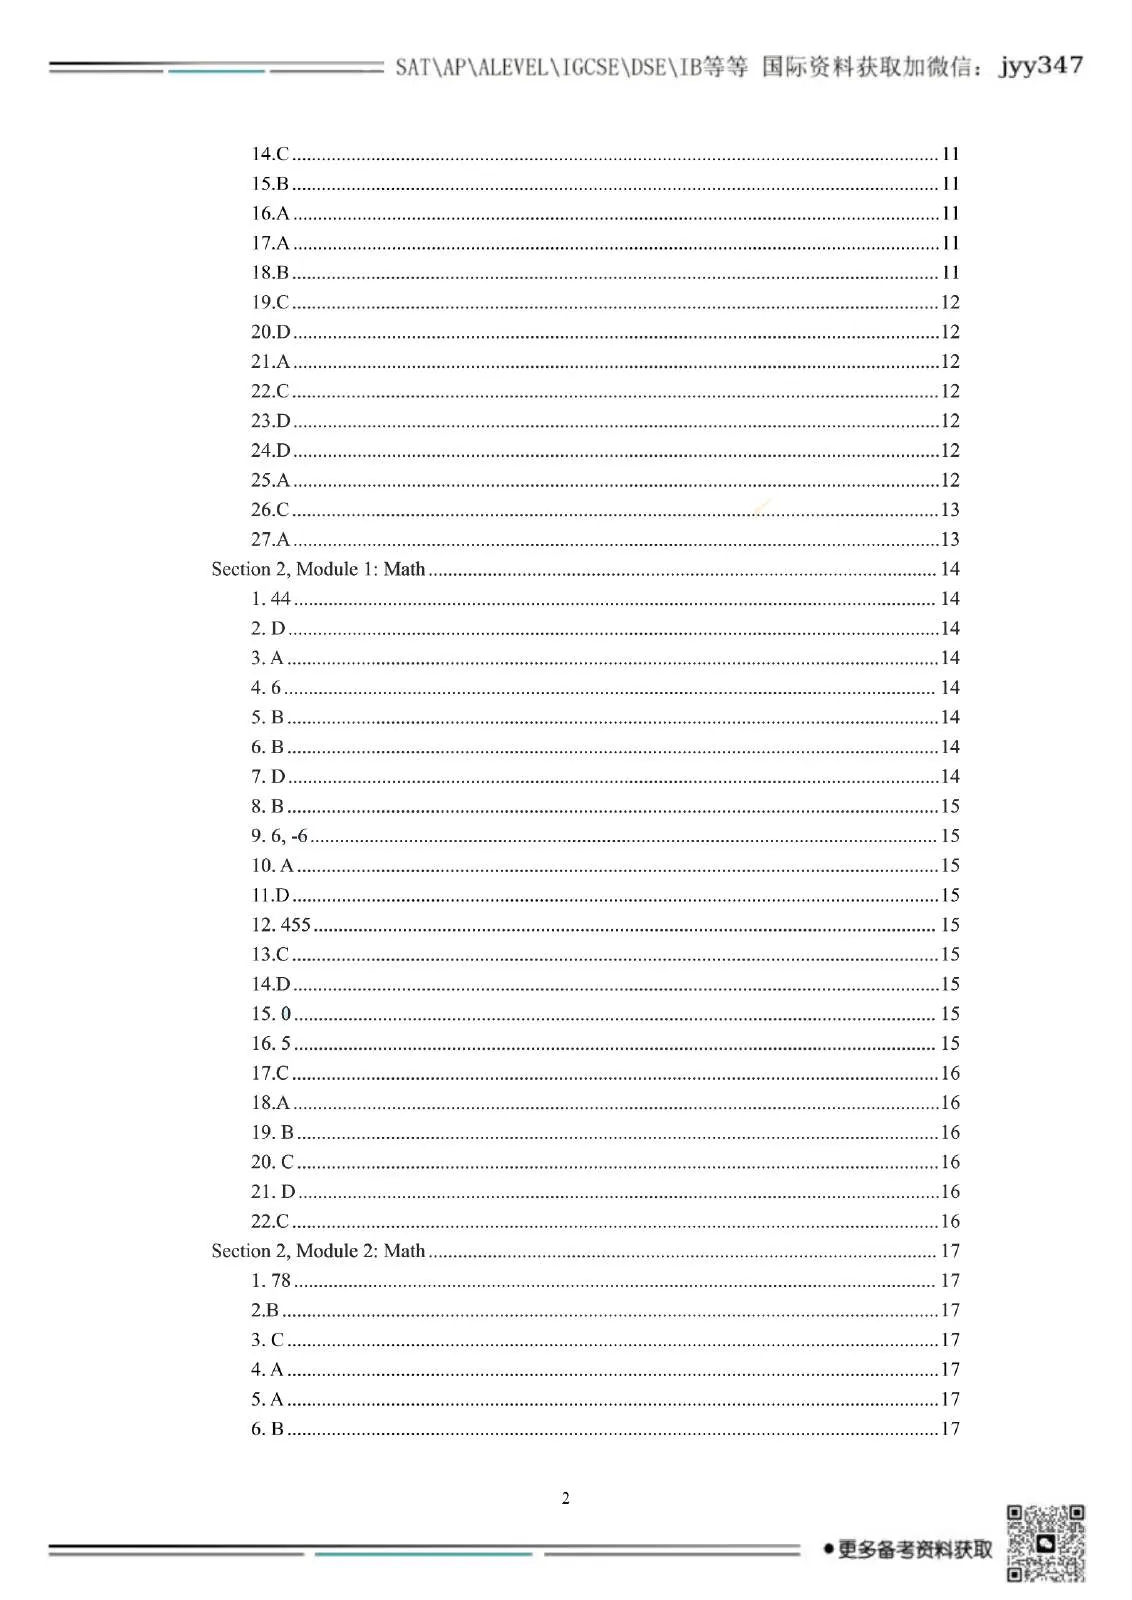 SAT\AP\ALEVEL\IGCSE\DSE\IB等等 国际资料获取加微信: jyy347
14.C 11
15.B 11
16.A 11
17.A 11
18.B 11
19.C 12
20.D 12
21.A 12
22.C 12
23.D 12
24.D 12
25.A 12
26.C 13
27.A 13
Section 2, Module 1: Math 14
1. 44 14
2. D 14
3. A 14
4. 6 14
5. B 14
6. B 14
7. D 14
8. B 15
9. 6, -6 15
10. A 15
11.D 15
12. 455 15
13.C 15
14.D 15
15. 0 15
16. 5 15
17.C 16
18.A 16
19. B 16
20. C 16
21. D 16
22.C 16
Section 2, Module 2: Math 17
1. 78 17
2.B 17
3. C 17
4. A 17
5. A 17
6. B 17
2
●更多备考资料获取